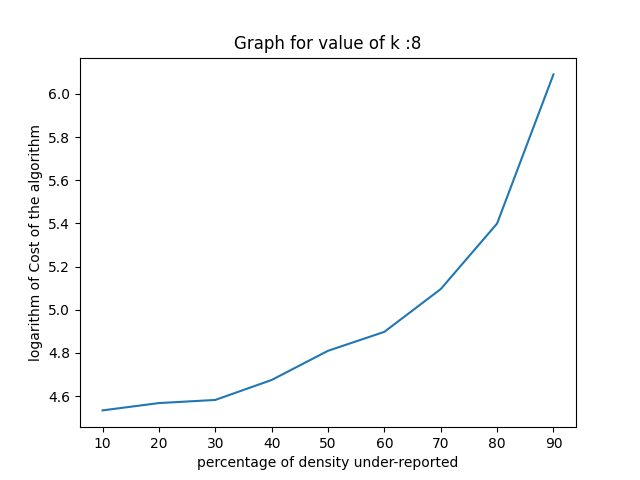 Graph for value of k :8
logarithm of Cost of the algorithm
6.0
5.8
5.6
5.4
5.2
5.0
4.8
4.6
10 20 30 40 50 60 70 80 90
percentage of density under-reported